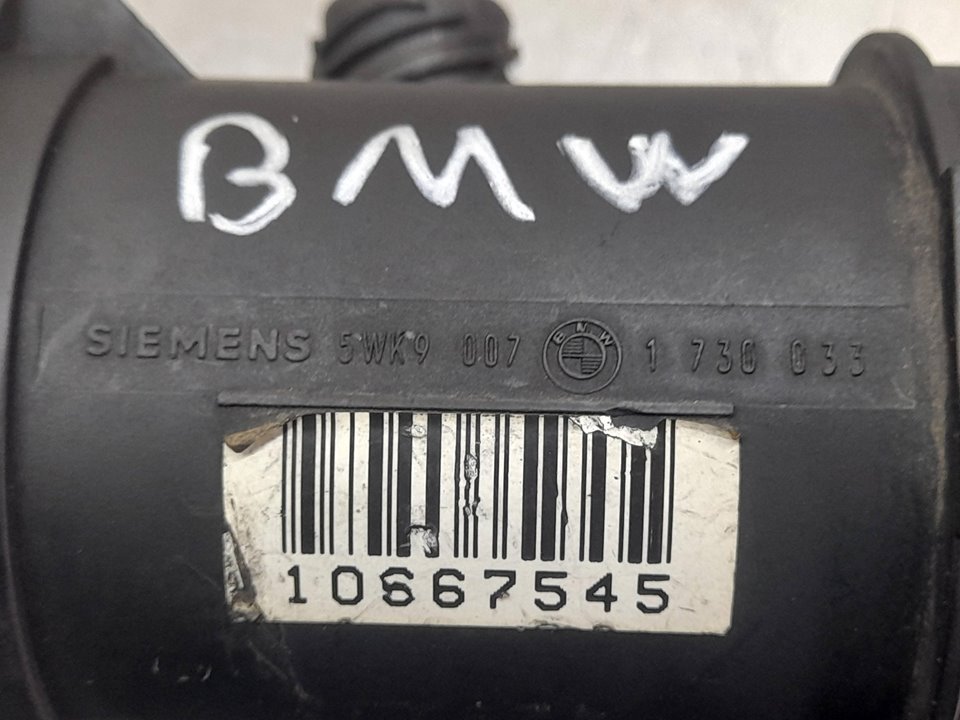 BMW
SIEMENS 5WK9 007 BMW 1 730 033
10667545